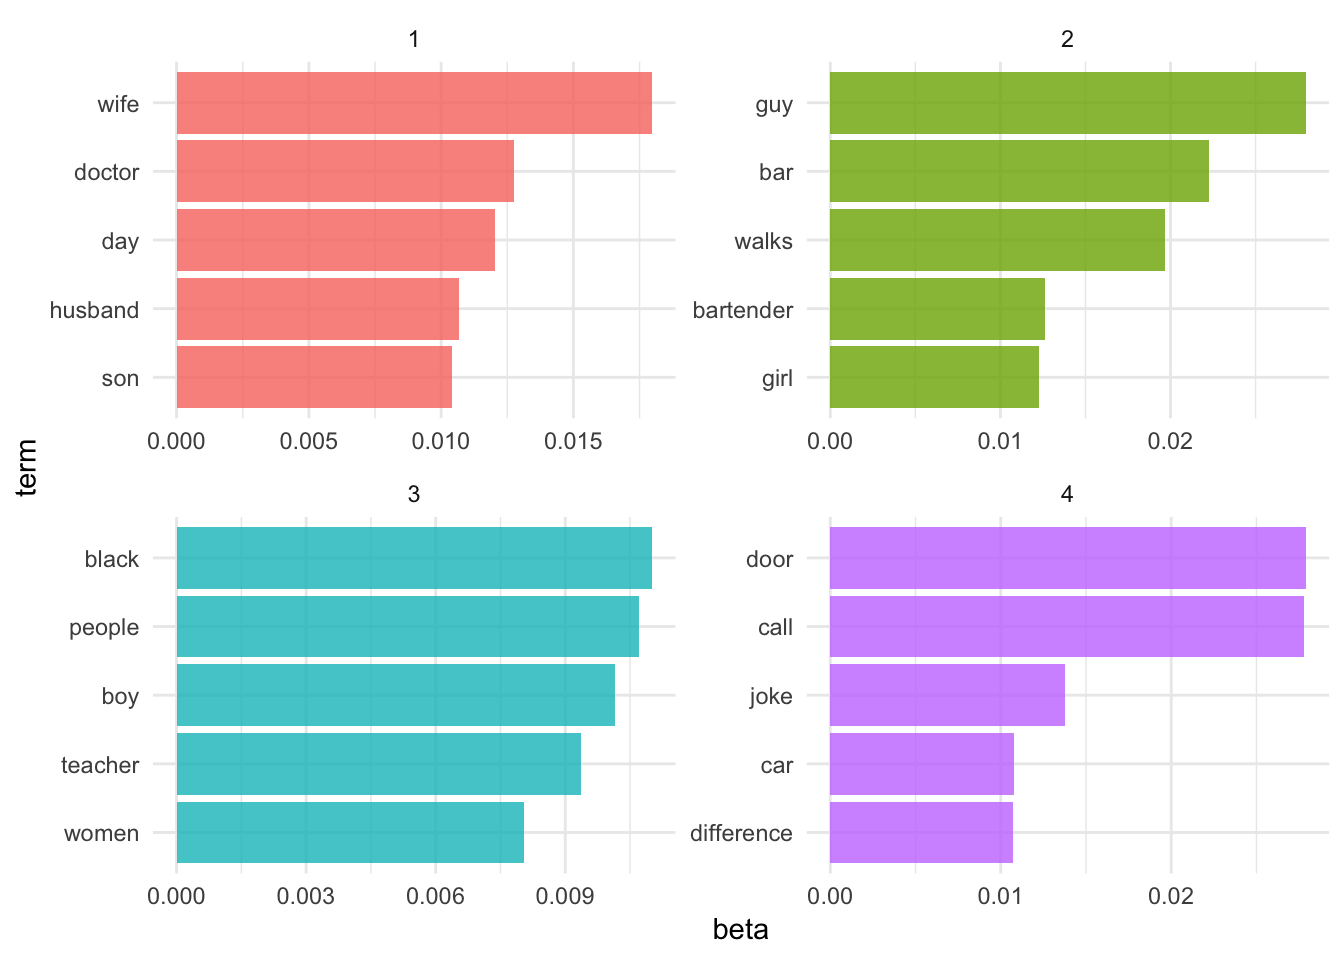 1
wife
doctor
day
husband
son
0.000 0.005 0.010 0.015
2
guy
bar
walks
bartender
girl
0.00 0.01 0.02
term
3
black
people
boy
teacher
women
0.000 0.003 0.006 0.009
4
door
call
joke
car
difference
0.00 0.01 0.02
beta